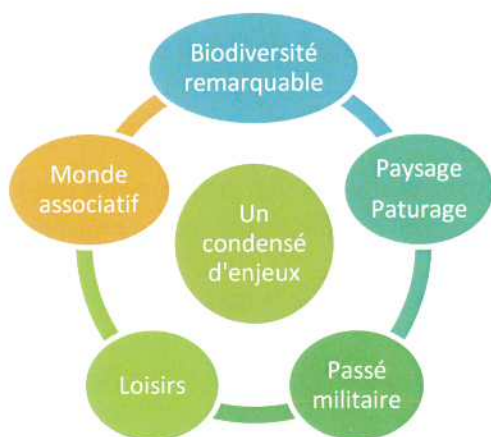 Biodiversité
remarquable
Paysage
Paturage
Passé
militaire
Loisirs
Monde
associatif
Un
condensé
d'enjeux